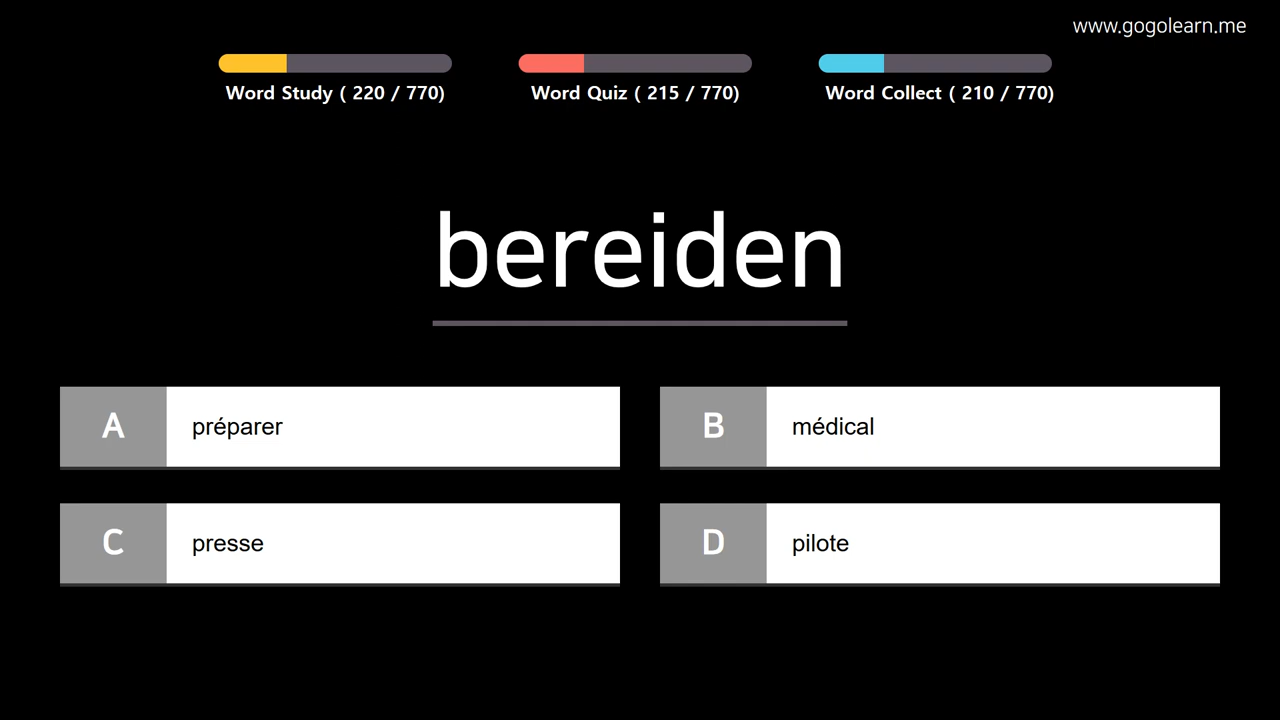 www.gogolearn.me
Word Study ( 220 / 770)
Word Quiz ( 215 / 770)
Word Collect ( 210 / 770)
bereiden
A
préparer
B
médical
C
presse
D
pilote